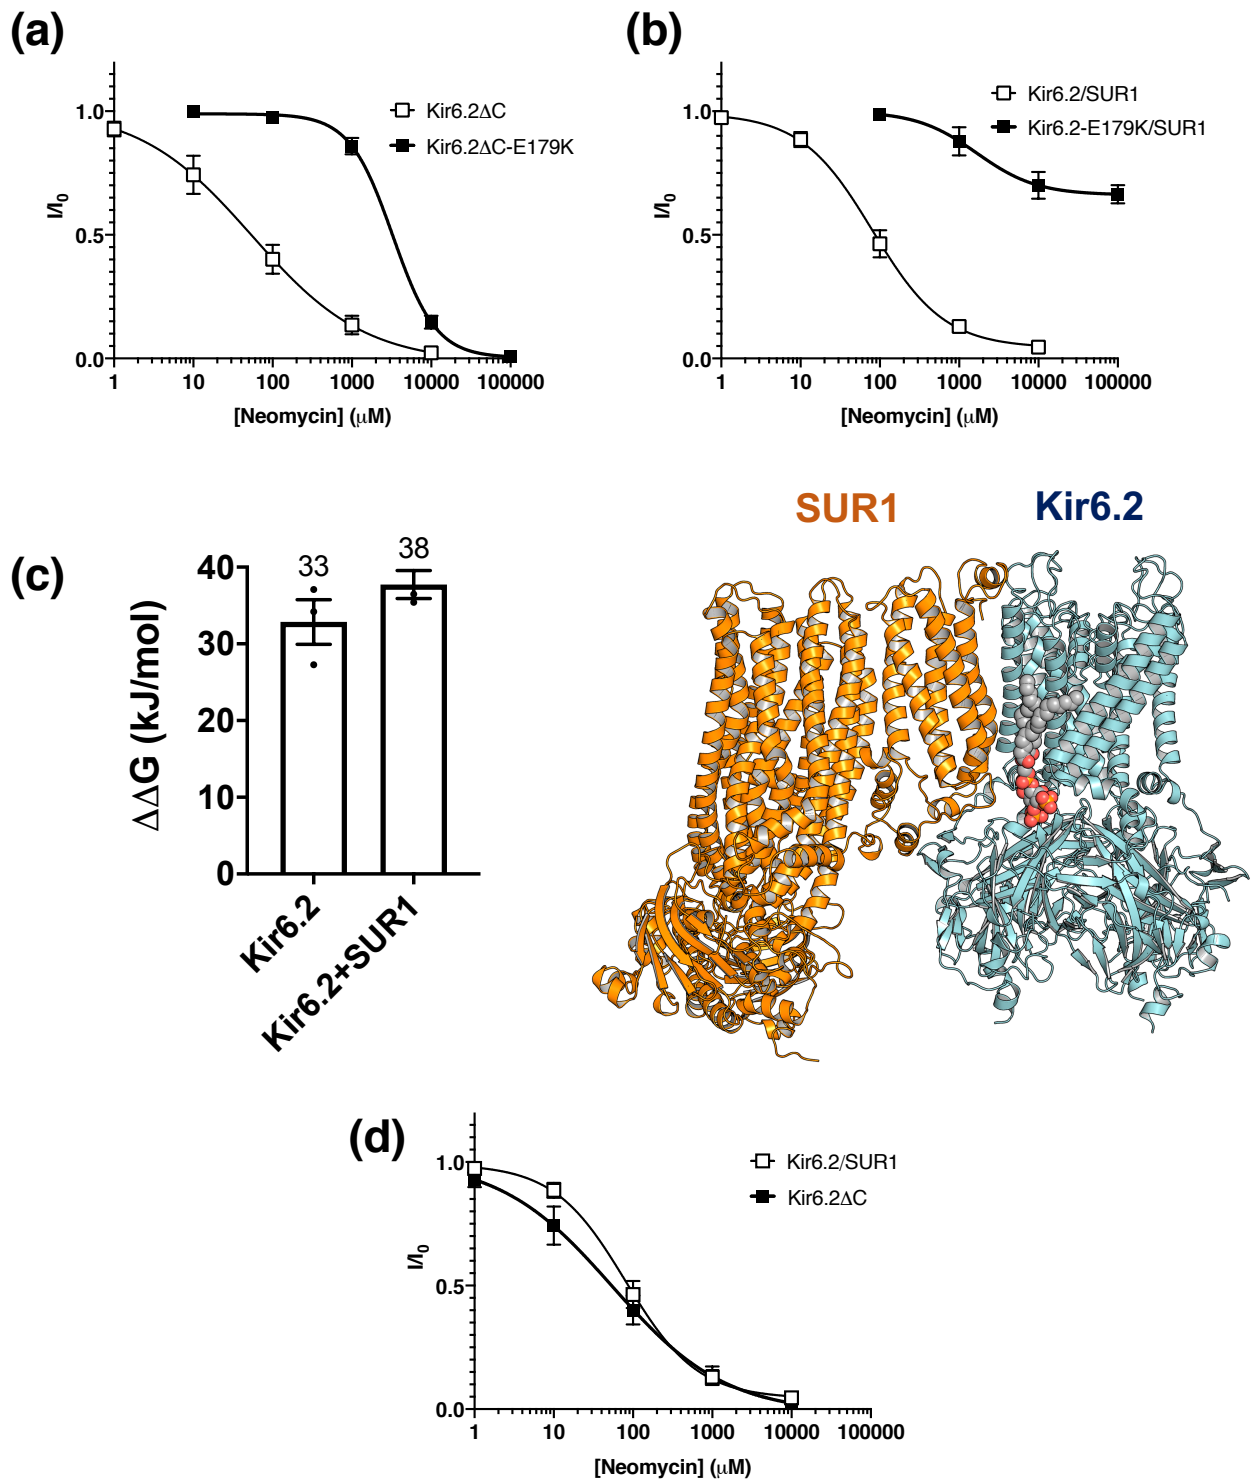 (a)
1.0
0.5
0.0
I/I0
1 10 100 1000 10000 100000
[Neomycin] (μM)
Kir6.2ΔC
Kir6.2ΔC-E179K
(b)
1.0
0.5
0.0
I/I0
1 10 100 1000 10000 100000
[Neomycin] (μM)
Kir6.2/SUR1
Kir6.2-E179K/SUR1
(c)
ΔΔG (kJ/mol)
40
30
20
10
0
33
38
Kir6.2
Kir6.2+SUR1
SUR1
Kir6.2
(d)
1.0
0.5
0.0
I/I0
1 10 100 1000 10000 100000
[Neomycin] (μM)
Kir6.2/SUR1
Kir6.2ΔC